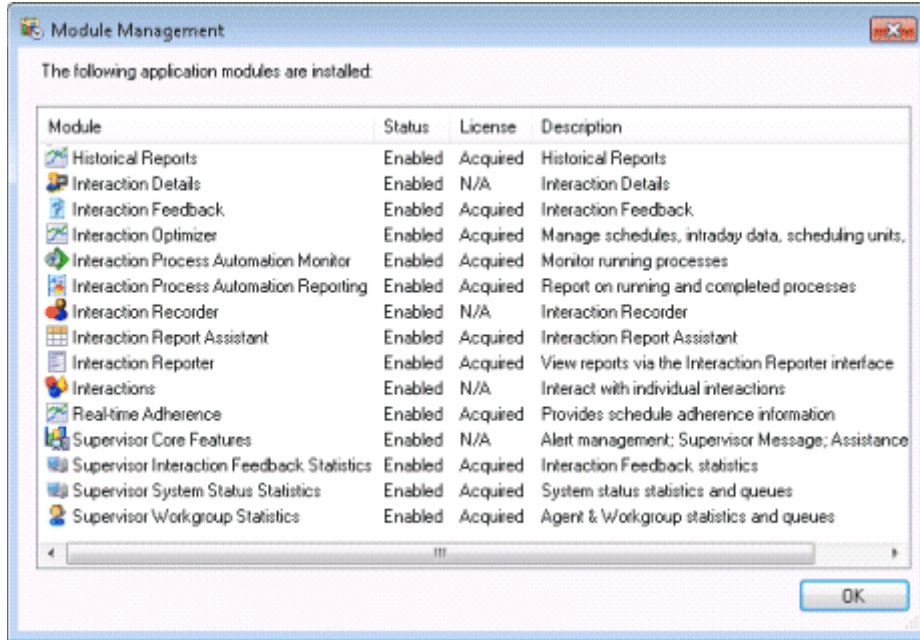 Module Management
The following application modules are installed:
Module Status License Description
Historical Reports Enabled Acquired Historical Reports
Interaction Details Enabled N/A Interaction Details
Interaction Feedback Enabled Acquired Interaction Feedback
Interaction Optimizer Enabled Acquired Manage schedules, intraday data, scheduling units,
Interaction Process Automation Monitor Enabled Acquired Monitor running processes
Interaction Process Automation Reporting Enabled Acquired Report on running and completed processes
Interaction Recorder Enabled N/A Interaction Recorder
Interaction Report Assistant Enabled Acquired Interaction Report Assistant
Interaction Reporter Enabled Acquired View reports via the Interaction Reporter interface
Interactions Enabled N/A Interact with individual interactions
Real-time Adherence Enabled Acquired Provides schedule adherence information
Supervisor Core Features Enabled N/A Alert management; Supervisor Message; Assistance
Supervisor Interaction Feedback Statistics Enabled Acquired Interaction Feedback statistics
Supervisor System Status Statistics Enabled Acquired System status statistics and queues
Supervisor Workgroup Statistics Enabled Acquired Agent & Workgroup statistics and queues
OK